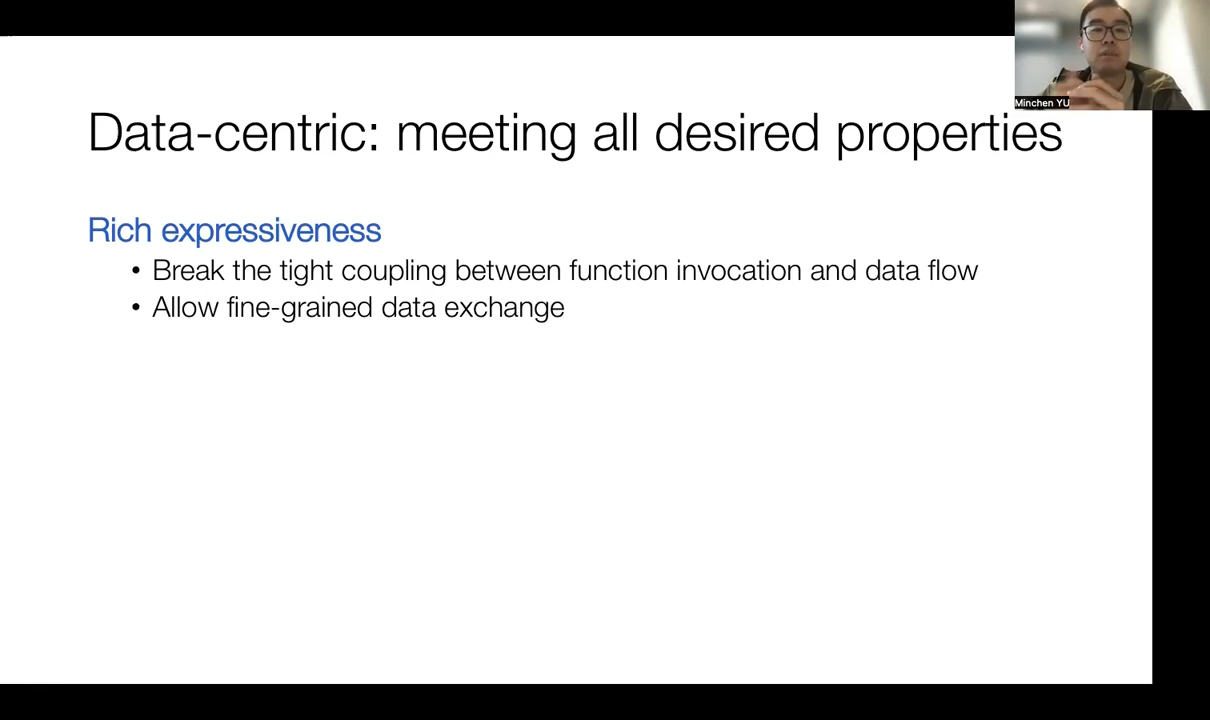 Minchen YU
Data-centric: meeting all desired properties
Rich expressiveness
• Break the tight coupling between function invocation and data flow
• Allow fine-grained data exchange